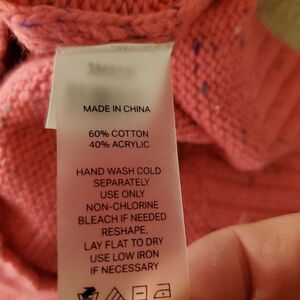 MADE IN CHINA
60% COTTON
40% ACRYLIC
HAND WASH COLD
SEPARATELY
USE ONLY
NON-CHLORINE
BLEACH IF NEEDED
RESHAPE,
LAY FLAT TO DRY
USE LOW IRON
IF NECESSARY